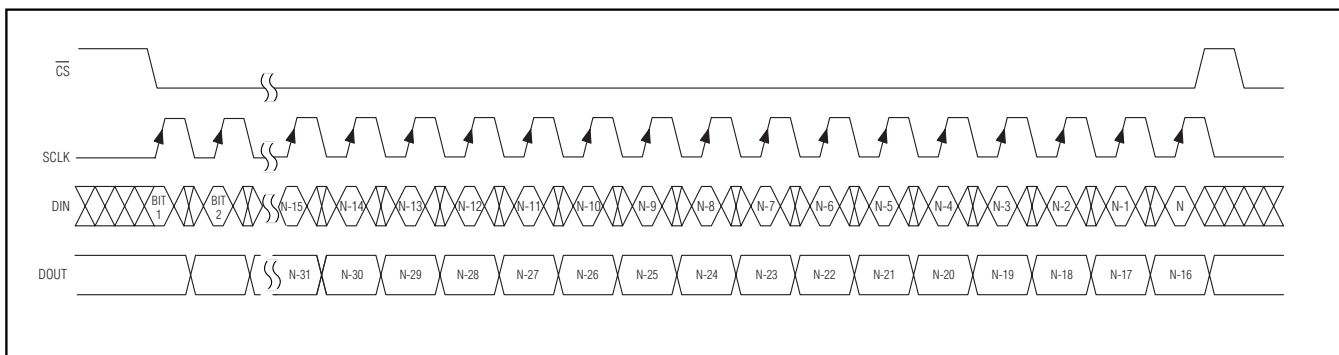 C̅S̅
SCLK
DIN BIT 1 BIT 2 N-15 N-14 N-13 N-12 N-11 N-10 N-9 N-8 N-7 N-6 N-5 N-4 N-3 N-2 N-1 N
DOUT N-31 N-30 N-29 N-28 N-27 N-26 N-25 N-24 N-23 N-22 N-21 N-20 N-19 N-18 N-17 N-16